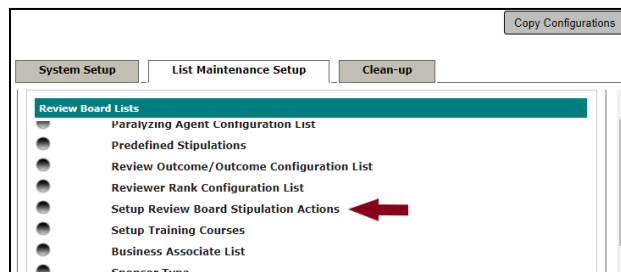 Copy Configurations
System Setup
List Maintenance Setup
Clean-up
Review Board Lists
Paralyzing Agent Configuration List
Predefined Stipulations
Review Outcome/Outcome Configuration List
Reviewer Rank Configuration List
Setup Review Board Stipulation Actions
Setup Training Courses
Business Associate List
Sponsor Type